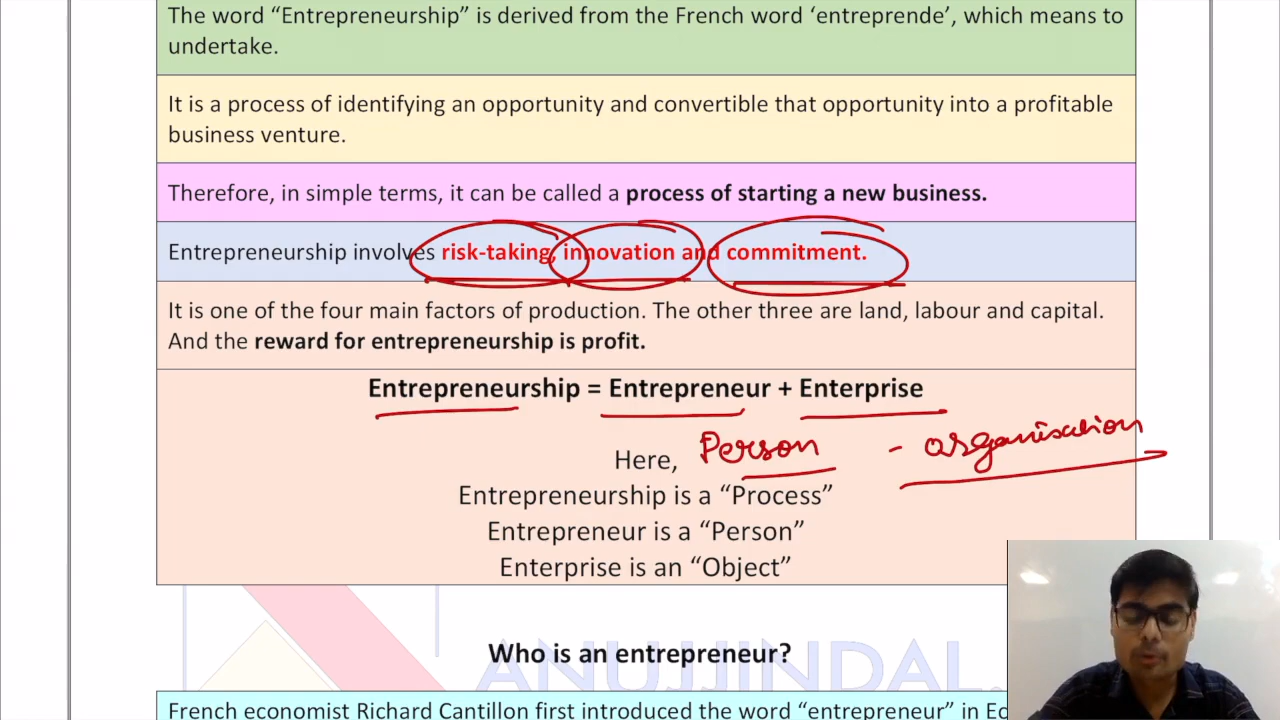 The word “Entrepreneurship” is derived from the French word ‘entreprende’, which means to
undertake.
It is a process of identifying an opportunity and convertible that opportunity into a profitable
business venture.
Therefore, in simple terms, it can be called a process of starting a new business.
Entrepreneurship involves risk-taking, innovation and commitment.
It is one of the four main factors of production. The other three are land, labour and capital.
And the reward for entrepreneurship is profit.
Entrepreneurship = Entrepreneur + Enterprise
Person - organisation
Here,
Entrepreneurship is a “Process”
Entrepreneur is a “Person”
Enterprise is an “Object”
Who is an entrepreneur?
ANUJJINDAL.
French economist Richard Cantillon first introduced the word “entrepreneur” in Ec